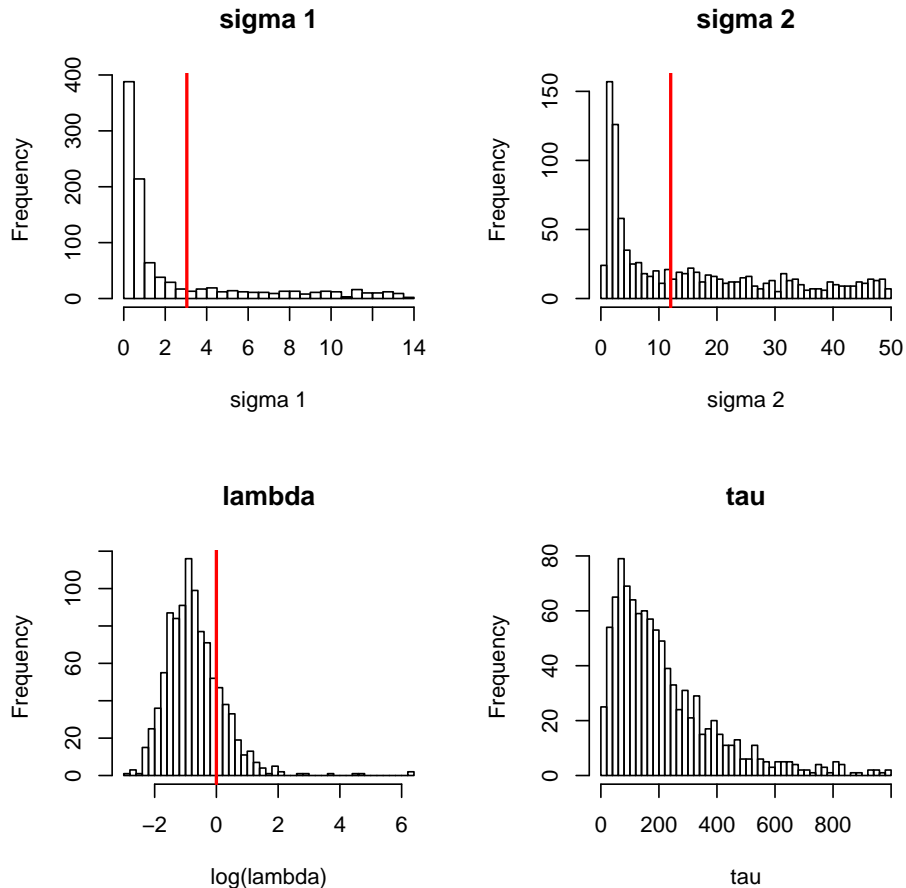 sigma 1
Frequency
400
300
200
100
0
0 2 4 6 8 10 14
sigma 1
sigma 2
Frequency
150
100
50
0
0 10 20 30 40 50
sigma 2
lambda
Frequency
100
60
20
0
−2 0 2 4 6
log(lambda)
tau
Frequency
80
60
40
20
0
0 200 400 600 800
tau